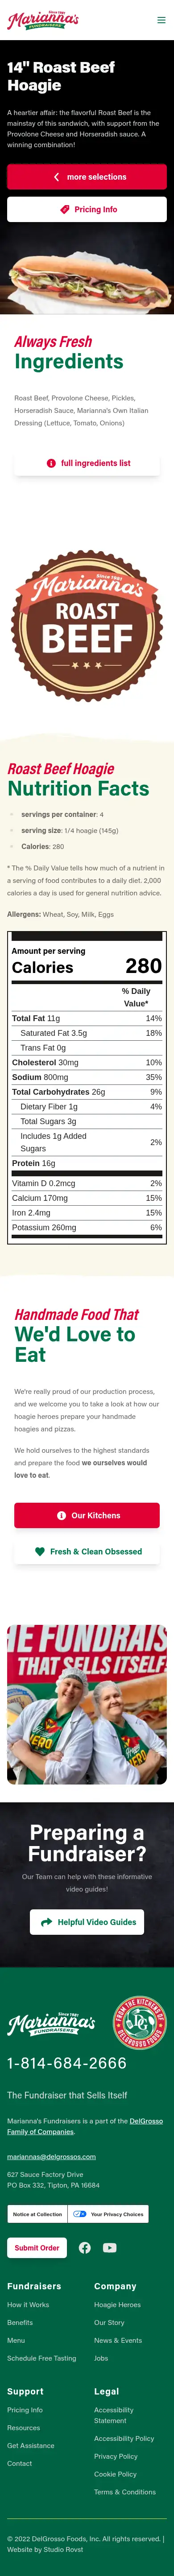 Since 1981
Marianna's
FUNDRAISERS
14" Roast Beef
Hoagie
A heartier affair: the flavorful Roast Beef is the
mainstay of this sandwich, with support from the
Provolone Cheese and Horseradish sauce. A
winning combination!
more selections
Pricing Info
Always Fresh
Ingredients
Roast Beef, Provolone Cheese, Pickles,
Horseradish Sauce, Marianna's Own Italian
Dressing (Lettuce, Tomato, Onions)
full ingredients list
Since 1981
Marianna's
ROAST
BEEF
Roast Beef Hoagie
Nutrition Facts
servings per container: 4
serving size: 1/4 hoagie (145g)
Calories: 280
* The % Daily Value tells how much of a nutrient in
a serving of food contributes to a daily diet. 2,000
calories a day is used for general nutrition advice.
Allergens: Wheat, Soy, Milk, Eggs
Amount per serving
Calories 280
% Daily
Value*
Total Fat 11g 14%
Saturated Fat 3.5g 18%
Trans Fat 0g
Cholesterol 30mg 10%
Sodium 800mg 35%
Total Carbohydrates 26g 9%
Dietary Fiber 1g 4%
Total Sugars 3g
Includes 1g Added
Sugars 2%
Protein 16g
Vitamin D 0.2mcg 2%
Calcium 170mg 15%
Iron 2.4mg 15%
Potassium 260mg 6%
Handmade Food That
We'd Love to
Eat
We're really proud of our production process,
and we welcome you to take a look at how our
hoagie heroes prepare your handmade
hoagies and pizzas.
We hold ourselves to the highest standards
and prepare the food we ourselves would
love to eat.
Our Kitchens
Fresh & Clean Obsessed
HE FUNDRAIS
THAT SELLS ITSELF
HERO
HERO
Preparing a
Fundraiser?
Our Team can help with these informative
video guides!
Helpful Video Guides
Since 1981
Marianna's
FUNDRAISERS
FROM THE KITCHENS OF
DG
DELGROSSO FOODS
1-814-684-2666
The Fundraiser that Sells Itself
Marianna's Fundraisers is a part of the DelGrosso
Family of Companies.
mariannas@delgrossos.com
627 Sauce Factory Drive
PO Box 332, Tipton, PA 16684
Notice at Collection
Your Privacy Choices
Submit Order
Fundraisers
How it Works
Benefits
Menu
Schedule Free Tasting
Company
Hoagie Heroes
Our Story
News & Events
Jobs
Support
Pricing Info
Resources
Get Assistance
Contact
Legal
Accessibility
Statement
Accessibility Policy
Privacy Policy
Cookie Policy
Terms & Conditions
© 2022 DelGrosso Foods, Inc. All rights reserved. |
Website by Studio Rovst